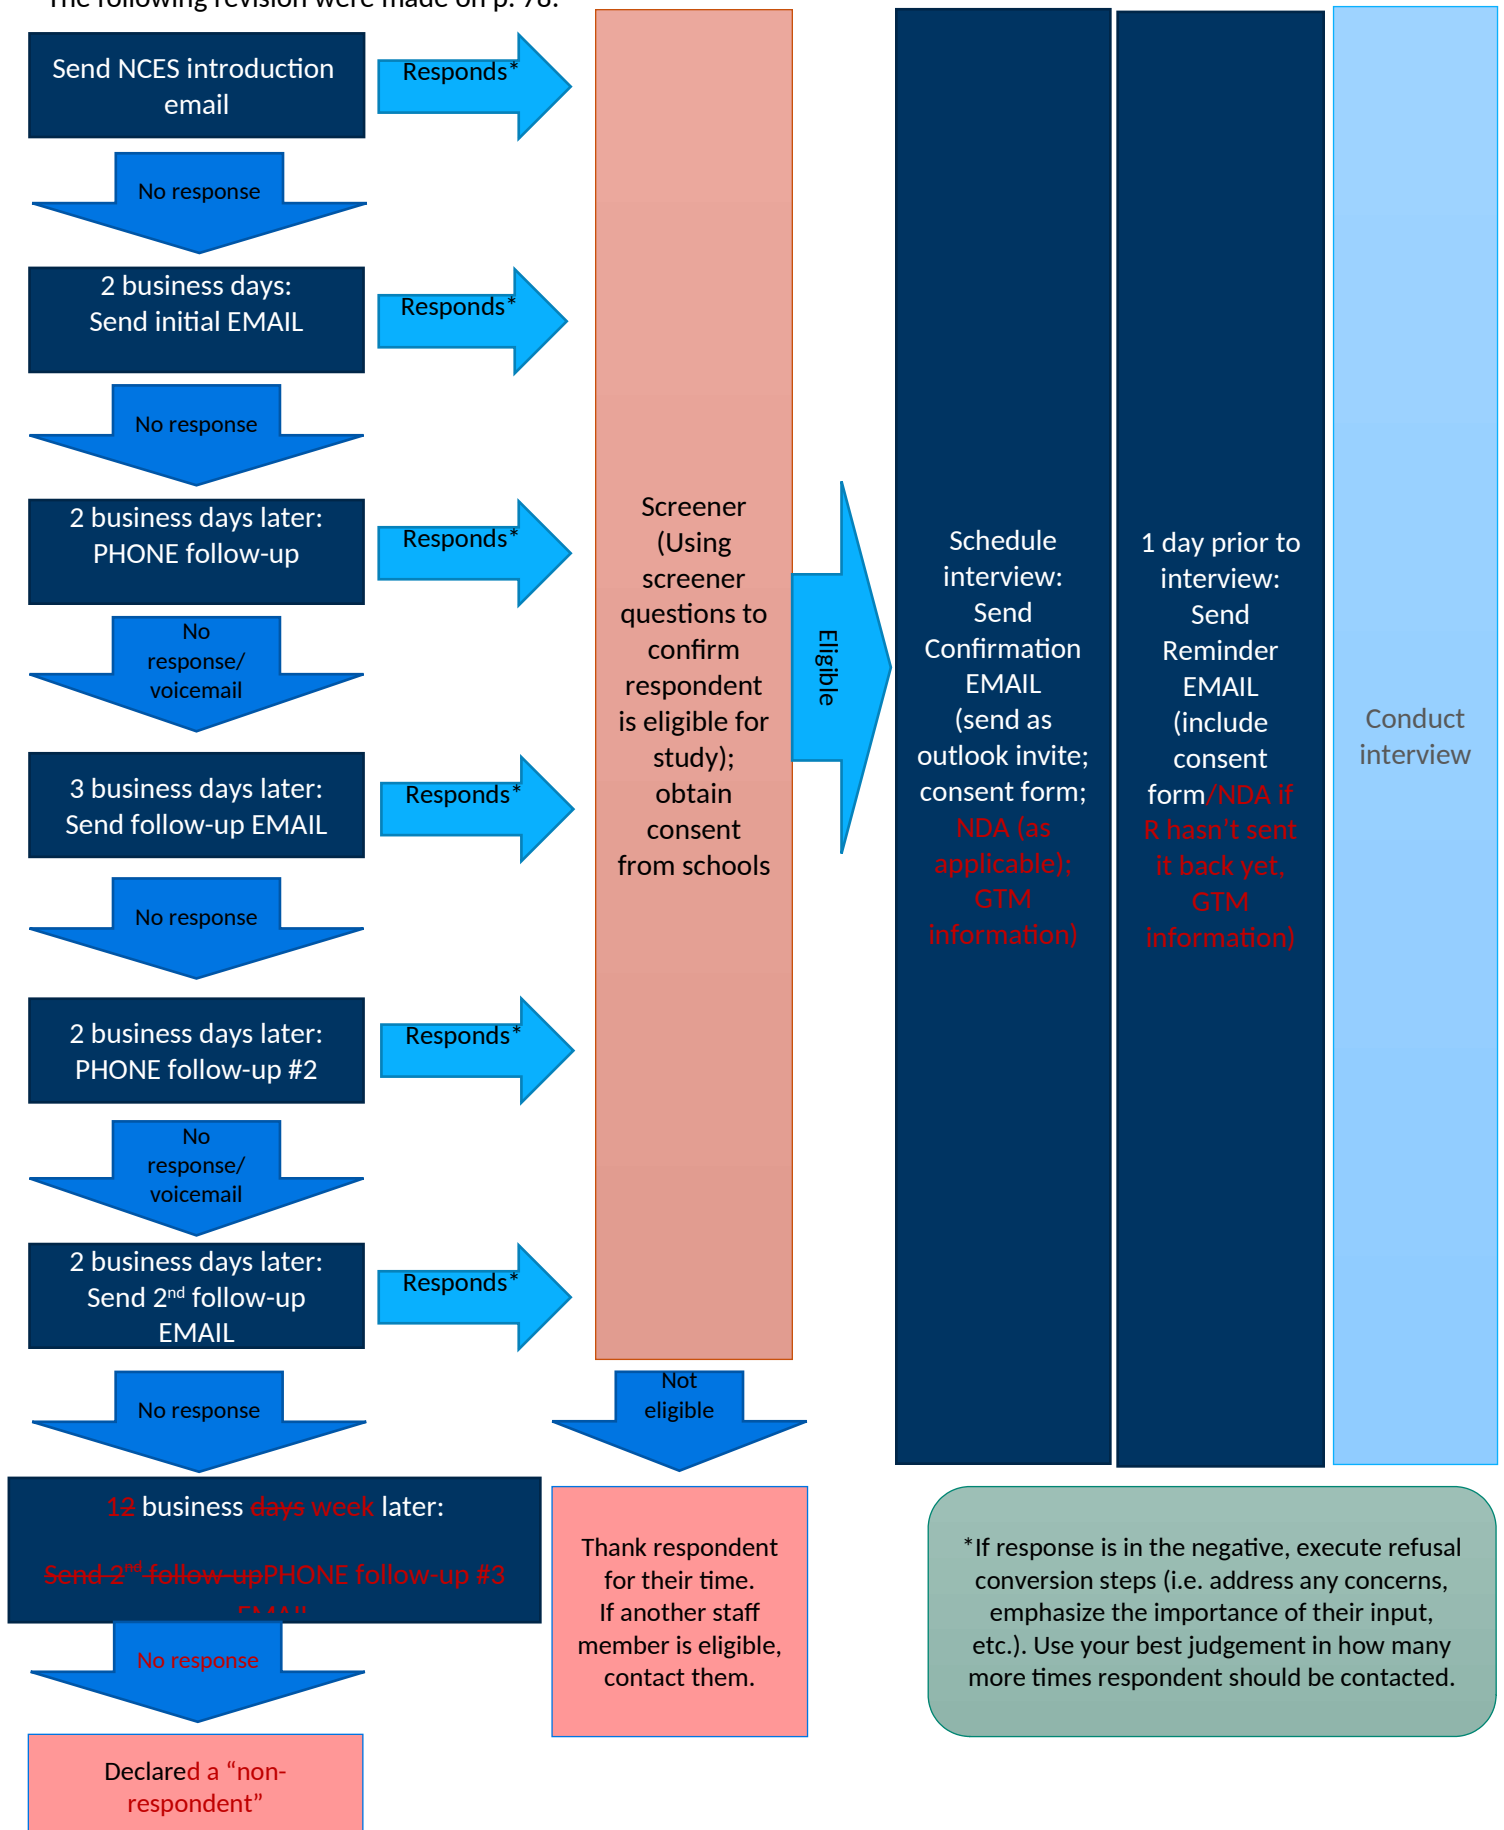 The following revision were made on p. 78:
Send NCES introduction
email
Responds*
No response
2 business days:
Send initial EMAIL
Responds*
No response
2 business days later:
PHONE follow-up
Responds*
No
response/
voicemail
3 business days later:
Send follow-up EMAIL
Responds*
No response
2 business days later:
PHONE follow-up #2
Responds*
No
response/
voicemail
2 business days later:
Send 2nd follow-up
EMAIL
Responds*
No response
12 business days week later:
Send 2nd follow-upPHONE follow-up #3
EMAIL
No response
Declared a “non-
respondent”
Screener
(Using
screener
questions to
confirm
respondent
is eligible for
study);
obtain
consent
from schools
Not
eligible
Thank respondent
for their time.
If another staff
member is eligible,
contact them.
Eligible
Schedule
interview:
Send
Confirmation
EMAIL
(send as
outlook invite;
consent form;
NDA (as
applicable);
GTM
information)
1 day prior to
interview:
Send
Reminder
EMAIL
(include
consent
form/NDA if
R hasn't sent
it back yet,
GTM
information)
Conduct
interview
*If response is in the negative, execute refusal
conversion steps (i.e. address any concerns,
emphasize the importance of their input,
etc.). Use your best judgement in how many
more times respondent should be contacted.